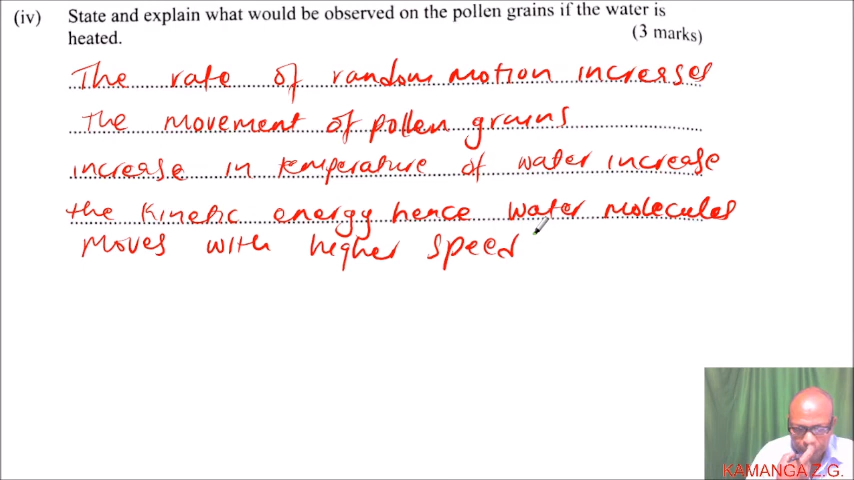 (iv) State and explain what would be observed on the pollen grains if the water is
heated. (3 marks)
The rate of random motion increases
the movement of pollen grains
increase in temperature of water increase
the kinetic energy hence water molecules
moves with higher speed
KAMANGA Z.G.